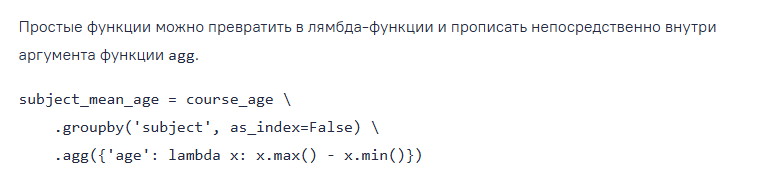 Простые функции можно превратить в лямбда-функции и прописать непосредственно внутри
аргумента функции agg.
subject_mean_age = course_age \
    .groupby('subject', as_index=False) \
    .agg({'age': lambda x: x.max() - x.min()})